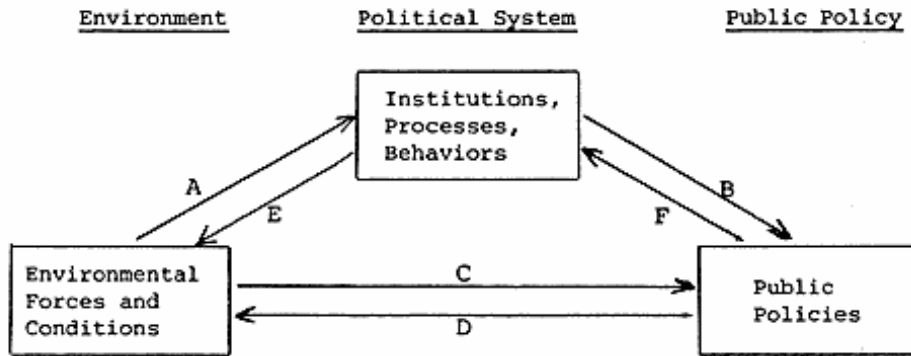 Environment Political System Public Policy
Institutions,
Processes,
Behaviors
A
B
E
F
Environmental
Forces and
Conditions
C
D
Public
Policies